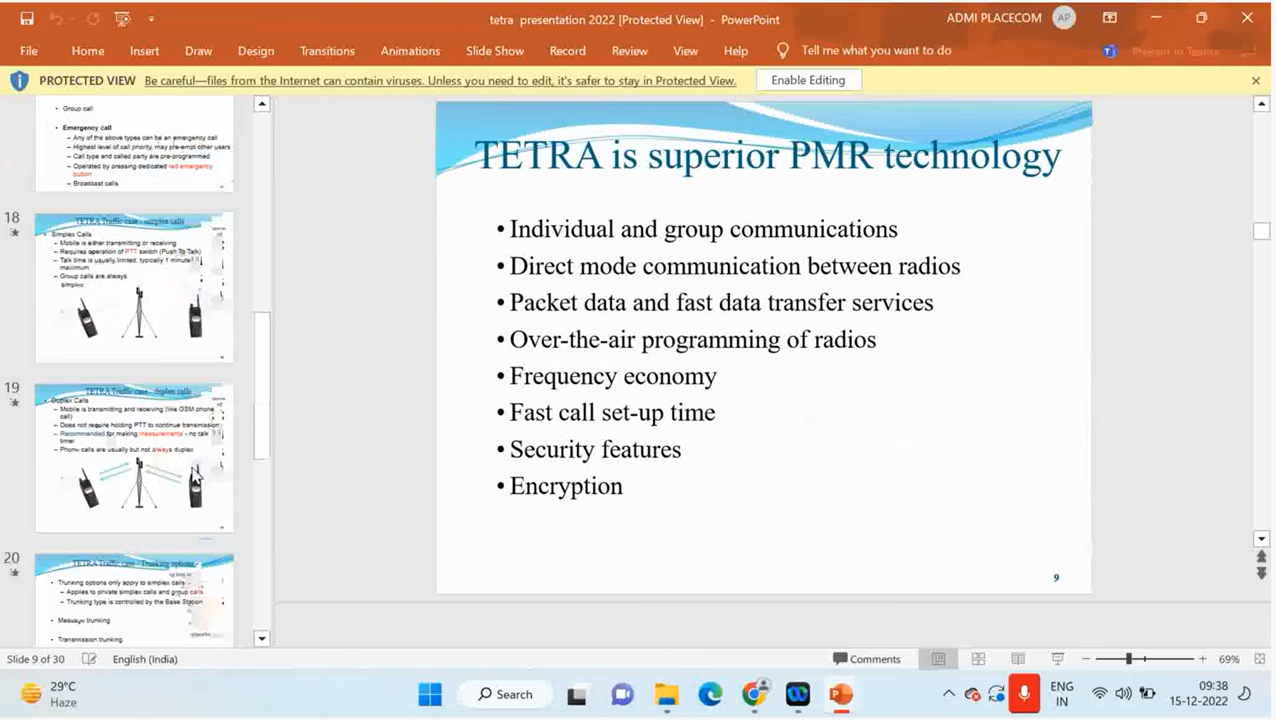 tetra presentation 2022 [Protected View] - PowerPoint
ADMI PLACECOM
AP
File Home Insert Draw Design Transitions Animations Slide Show Record Review View Help Tell me what you want to do
PROTECTED VIEW Be careful—files from the Internet can contain viruses. Unless you need to edit, it's safer to stay in Protected View. Enable Editing
• Group call
Emergency call
– Any of the above types can be an emergency call
– Highest level of call priority, may pre-empt other users
– Call type and called party are pre-programmed
– Operated by pressing dedicated red emergency
button
– Broadcast calls
18
TETRA Traffic case - simplex calls
Simplex Calls
– Mobile is either transmitting or receiving
– Requires operation of PTT switch (Push To Talk)
– Talk time is usually limited, typically 1 minute
maximum
– Group calls are always
simplex
19
TETRA Traffic case - duplex calls
Duplex Calls
– Mobile is transmitting and receiving (like GSM phone
call)
– Does not require holding PTT to continue transmission
– Recommended for making measurements - no talk
timer
– Phone calls are usually but not always duplex
20
TETRA Traffic case - Trunking options
• Trunking options only apply to simplex calls
– Applies to private simplex calls and group calls
– Trunking type is controlled by the Base Station
• Message trunking
• Transmission trunking
TETRA is superior PMR technology
• Individual and group communications
• Direct mode communication between radios
• Packet data and fast data transfer services
• Over-the-air programming of radios
• Frequency economy
• Fast call set-up time
• Security features
• Encryption
9
Slide 9 of 30 English (India) Comments 69%
29°C
Haze
Search
ENG
IN
09:38
15-12-2022